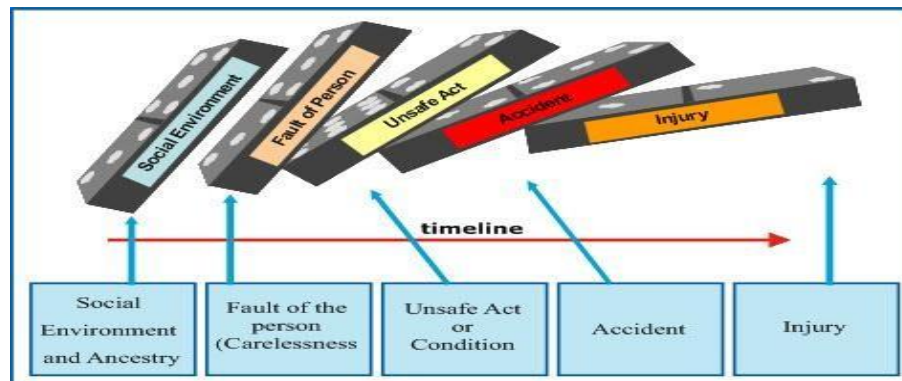 Social Environment
Fault of Person
Unsafe Act
Accident
Injury
timeline
Social
Environment
and Ancestry
Fault of the
person
(Carelessness
Unsafe Act
or
Condition
Accident
Injury